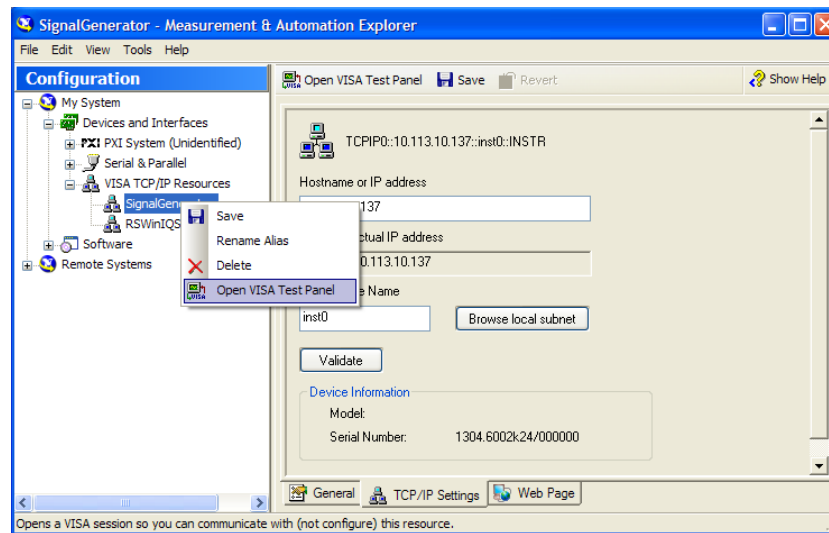 SignalGenerator - Measurement & Automation Explorer
File Edit View Tools Help
Configuration
Open VISA Test Panel Save Revert Show Help
My System
Devices and Interfaces
PXI PXI System (Unidentified)
Serial & Parallel
VISA TCP/IP Resources
SignalGen
RSWinIQS
Software
Remote Systems
Save
Rename Alias
Delete
Open VISA Test Panel
TCPIP0::10.113.10.137::inst0::INSTR
Hostname or IP address
137
ctual IP address
0.113.10.137
e Name
inst0 Browse local subnet
Validate
Device Information
Model:
Serial Number: 1304.6002k24/000000
General TCP/IP Settings Web Page
Opens a VISA session so you can communicate with (not configure) this resource.